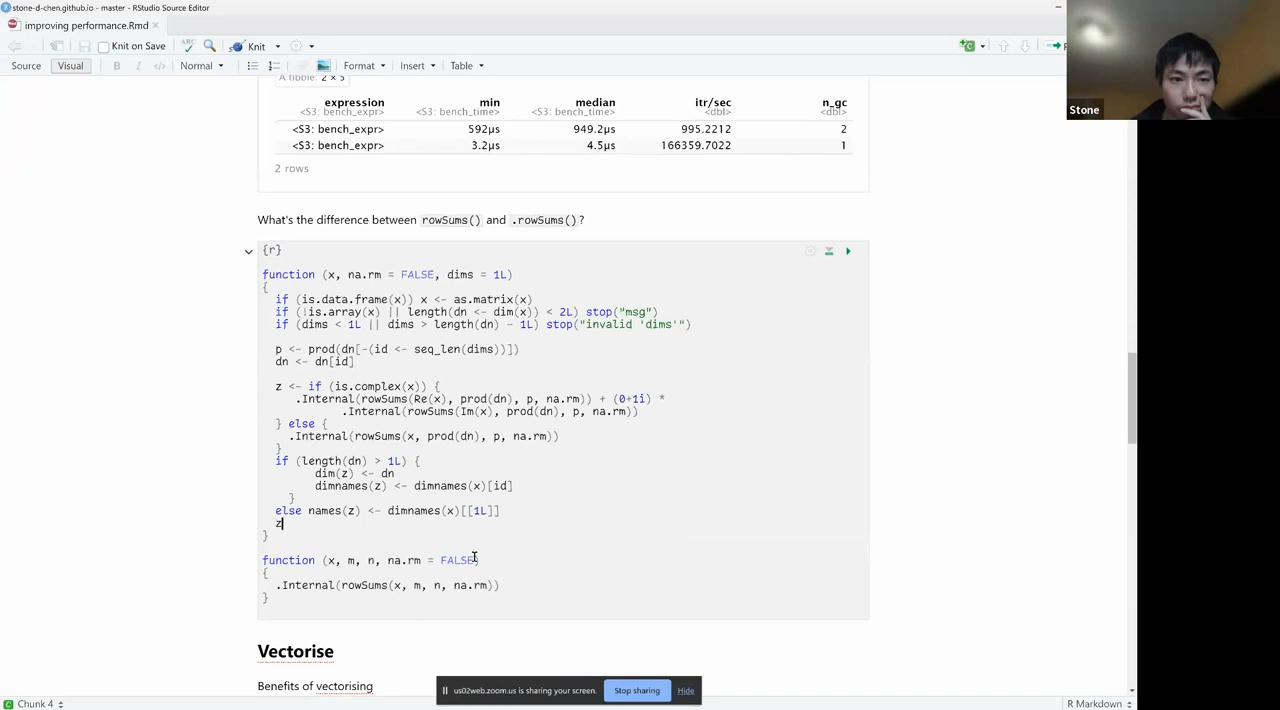 stone-d-chen.github.io - master - RStudio Source Editor
improving performance.Rmd
Knit on Save
ABC
Knit
Source
Visual
B
I
</>
Normal
Format
Insert
Table
Stone
A tibble: 2 × 5
expression min median itr/sec n_gc
<S3: bench_expr> <S3: bench_time> <S3: bench_time> <dbl> <dbl>
<S3: bench_expr> 592µs 949.2µs 995.2212 2
<S3: bench_expr> 3.2µs 4.5µs 166359.7022 1
2 rows
What's the difference between rowSums() and .rowSums()?
{r}
function (x, na.rm = FALSE, dims = 1L)
{
if (is.data.frame(x)) x <- as.matrix(x)
if (!is.array(x) || length(dn <- dim(x)) < 2L) stop("msg")
if (dims < 1L || dims > length(dn) - 1L) stop("invalid 'dims'")
p <- prod(dn[-(id <- seq_len(dims))])
dn <- dn[id]
z <- if (is.complex(x)) {
.Internal(rowSums(Re(x), prod(dn), p, na.rm)) + (0+1i) *
.Internal(rowSums(Im(x), prod(dn), p, na.rm))
} else {
.Internal(rowSums(x, prod(dn), p, na.rm))
}
if (length(dn) > 1L) {
dim(z) <- dn
dimnames(z) <- dimnames(x)[id]
}
else names(z) <- dimnames(x)[[1L]]
z
}
function (x, m, n, na.rm = FALSE)
{
.Internal(rowSums(x, m, n, na.rm))
}
Vectorise
Benefits of vectorising
us02web.zoom.us is sharing your screen.
Stop sharing
Hide
Chunk 4
R Markdown